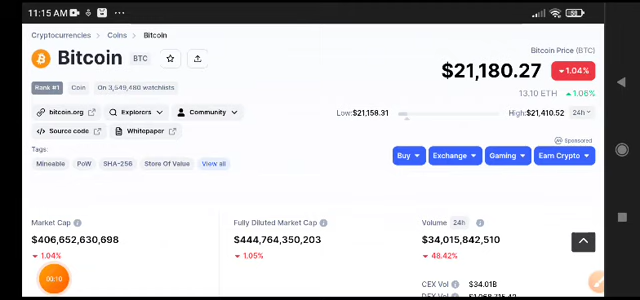 11:15 AM
Cryptocurrencies > Coins > Bitcoin
Bitcoin BTC
Bitcoin Price (BTC)
$21,180.27 1.04%
Rank #1 Coin On 3,549,480 watchlists
13.10 ETH 1.06%
bitcoin.org Explorers Community
Low:$21,158.31 High:$21,410.52 24h
Source code Whitepaper
Sponsored
Tags:
Buy Exchange Gaming Earn Crypto
Mineable PoW SHA-256 Store Of Value View all
Market Cap Fully Diluted Market Cap Volume 24h
$406,652,630,698 $444,764,350,203 $34,015,842,510
1.04% 1.05% 48.42%
00:10
CEX Vol $34.01B
DEX Vol